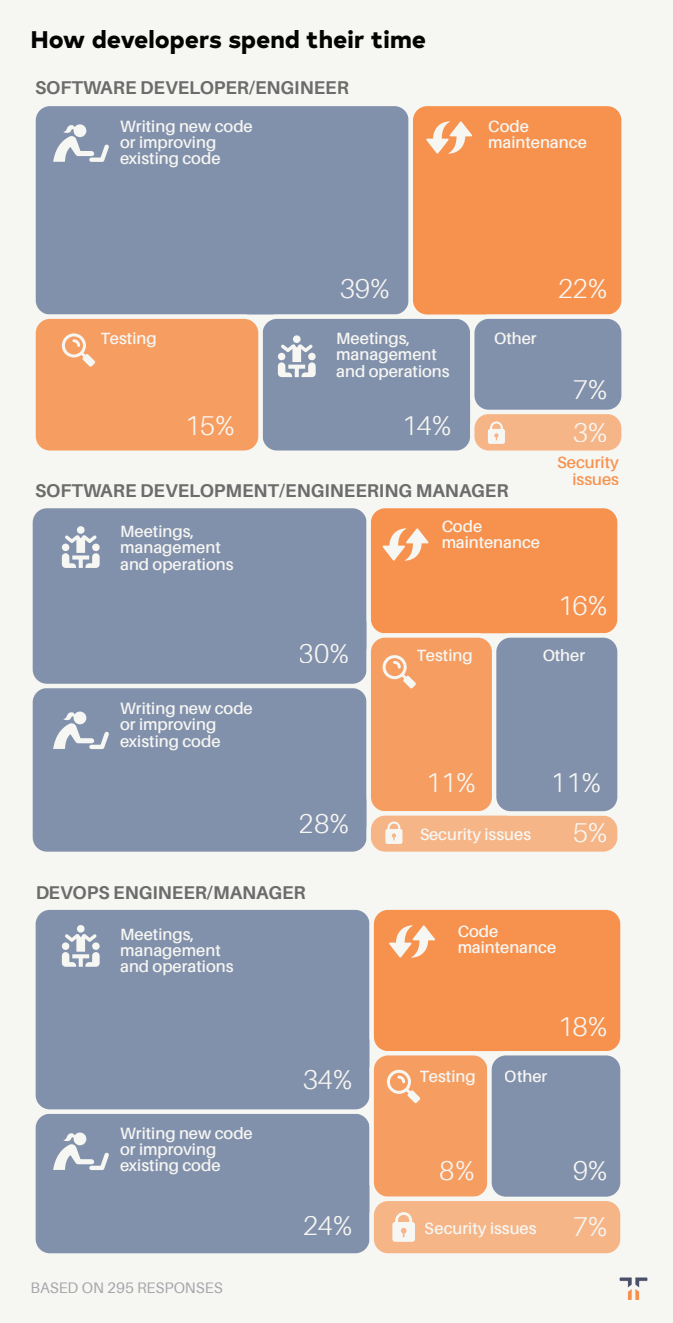 How developers spend their time
SOFTWARE DEVELOPER/ENGINEER
Writing new code
or improving
existing code
39%
Code
maintenance
22%
Testing
15%
Meetings,
management
and operations
14%
Other
7%
3%
Security
issues
SOFTWARE DEVELOPMENT/ENGINEERING MANAGER
Meetings,
management
and operations
30%
Code
maintenance
16%
Writing new code
or improving
existing code
28%
Testing
11%
Other
11%
Security issues 5%
DEVOPS ENGINEER/MANAGER
Meetings,
management
and operations
34%
Code
maintenance
18%
Writing new code
or improving
existing code
24%
Testing
8%
Other
9%
Security issues 7%
BASED ON 295 RESPONSES